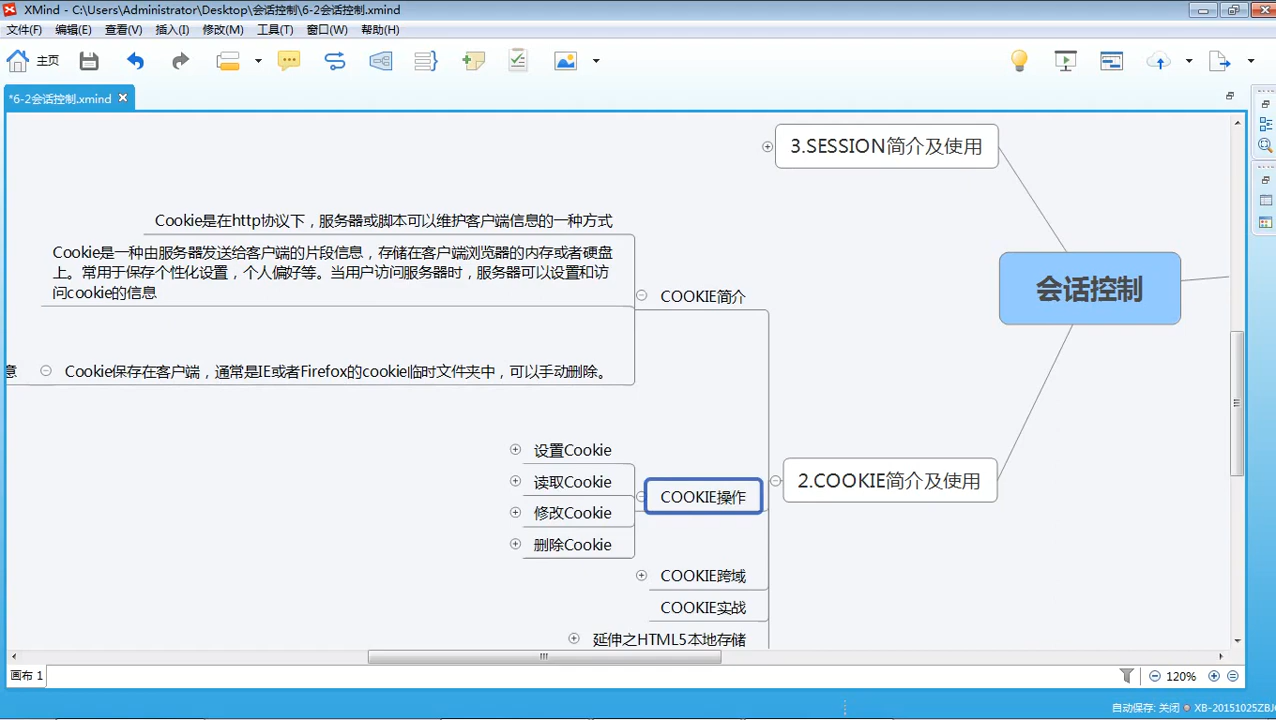 XMind - C:\Users\Administrator\Desktop\会话控制\6-2会话控制.xmind
文件(F) 编辑(E) 查看(V) 插入(I) 修改(M) 工具(T) 窗口(W) 帮助(H)
主页
*6-2会话控制.xmind
3.SESSION简介及使用
Cookie是在http协议下，服务器或脚本可以维护客户端信息的一种方式
Cookie是一种由服务器发送给客户端的片段信息，存储在客户端浏览器的内存或者硬盘
上。常用于保存个性化设置，个人偏好等。当用户访问服务器时，服务器可以设置和访
问cookie的信息
COOKIE简介
会话控制
意
Cookie保存在客户端，通常是IE或者Firefox的cookie临时文件夹中，可以手动删除。
设置Cookie
读取Cookie
COOKIE操作
2.COOKIE简介及使用
修改Cookie
删除Cookie
COOKIE跨域
COOKIE实战
延伸之HTML5本地存储
画布 1
120%
自动保存: 关闭
XB-20151025ZBJ